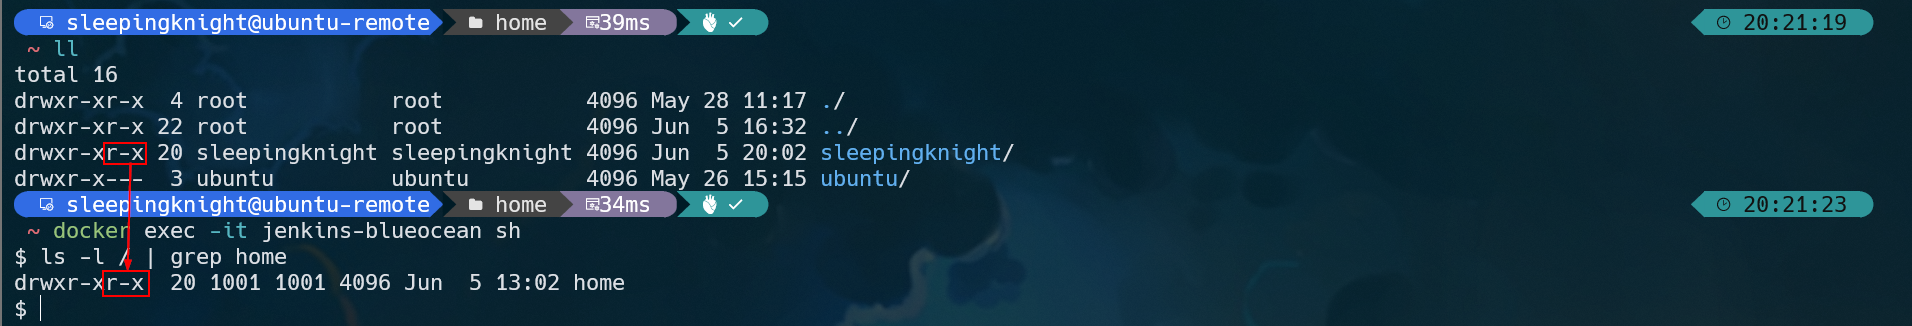 sleepingknight@ubuntu-remote home 39ms ✓ 20:21:19
~ ll
total 16
drwxr-xr-x  4 root           root           4096 May 28 11:17 ./
drwxr-xr-x 22 root           root           4096 Jun  5 16:32 ../
drwxr-xr-x 20 sleepingknight sleepingknight 4096 Jun  5 20:02 sleepingknight/
drwxr-x---  3 ubuntu         ubuntu         4096 May 26 15:15 ubuntu/
sleepingknight@ubuntu-remote home 34ms ✓ 20:21:23
~ docker exec -it jenkins-blueocean sh
$ ls -l / | grep home
drwxr-xr-x  20 1001 1001 4096 Jun  5 13:02 home
$